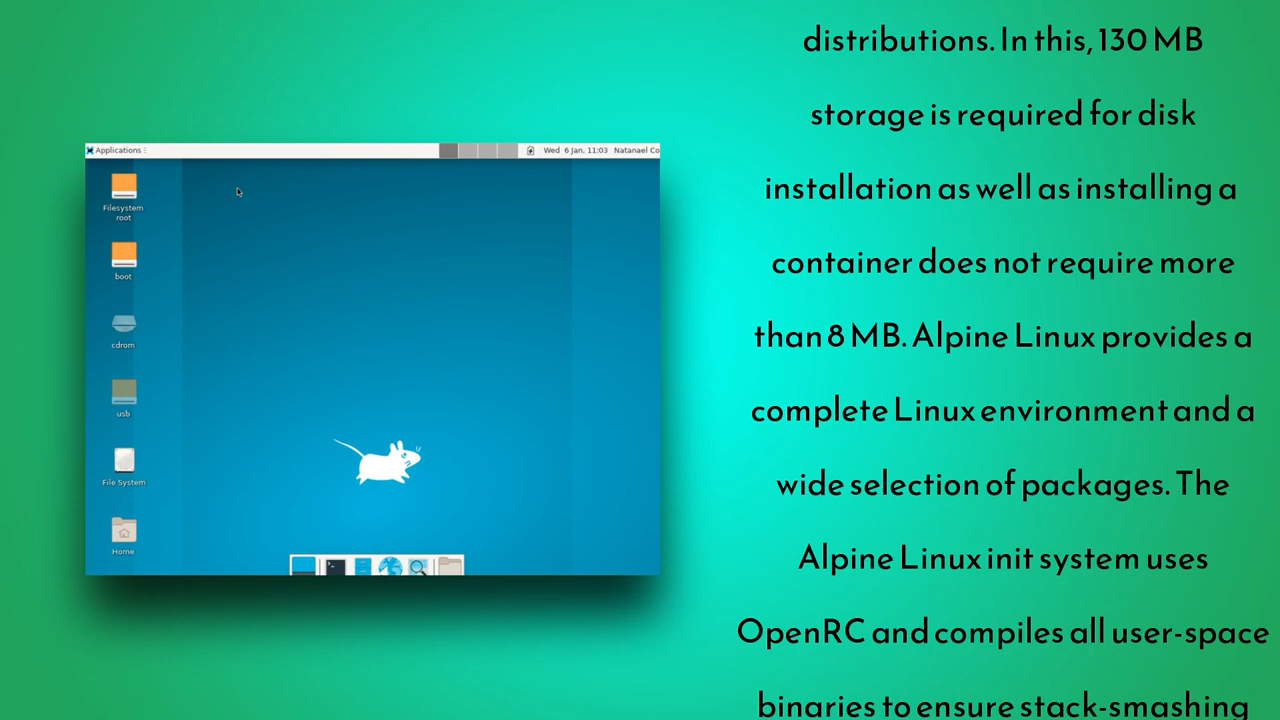 Applications
Wed 6 Jan, 11:03 Natanael Co
Filesystem
root
boot
cdrom
usb
File System
Home
distributions. In this, 130 MB
storage is required for disk
installation as well as installing a
container does not require more
than 8 MB. Alpine Linux provides a
complete Linux environment and a
wide selection of packages. The
Alpine Linux init system uses
OpenRC and compiles all user-space
binaries to ensure stack-smashing